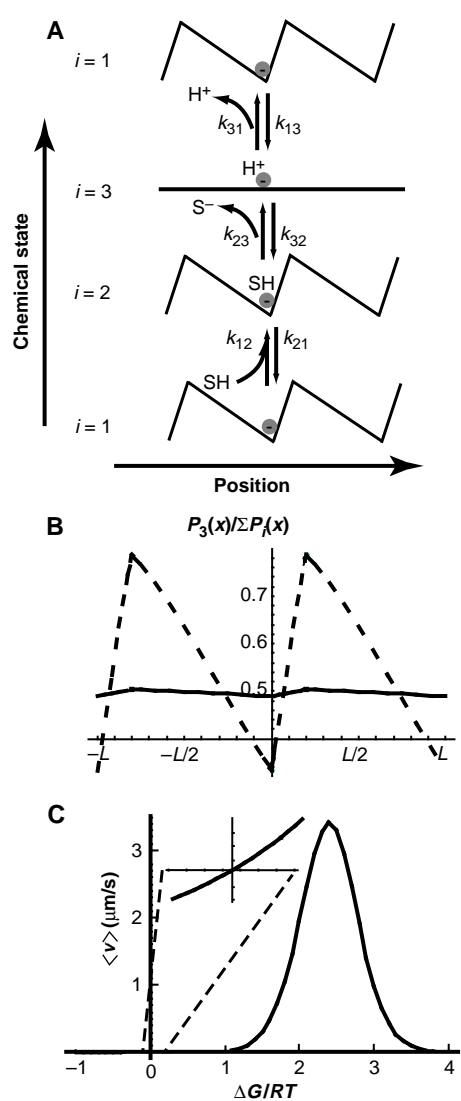 A
i = 1
H⁺
k₃₁ k₁₃
H⁺
i = 3
S⁻
k₂₃ k₃₂
i = 2
SH
k₁₂ k₂₁
SH
i = 1
Chemical state
Position
B
P₃(x)/ΣPᵢ(x)
0.7
0.6
0.5
–L –L/2 L/2 L
C
3
2
1
⟨v⟩ (μm/s)
–1 0 1 2 3 4
ΔG/RT